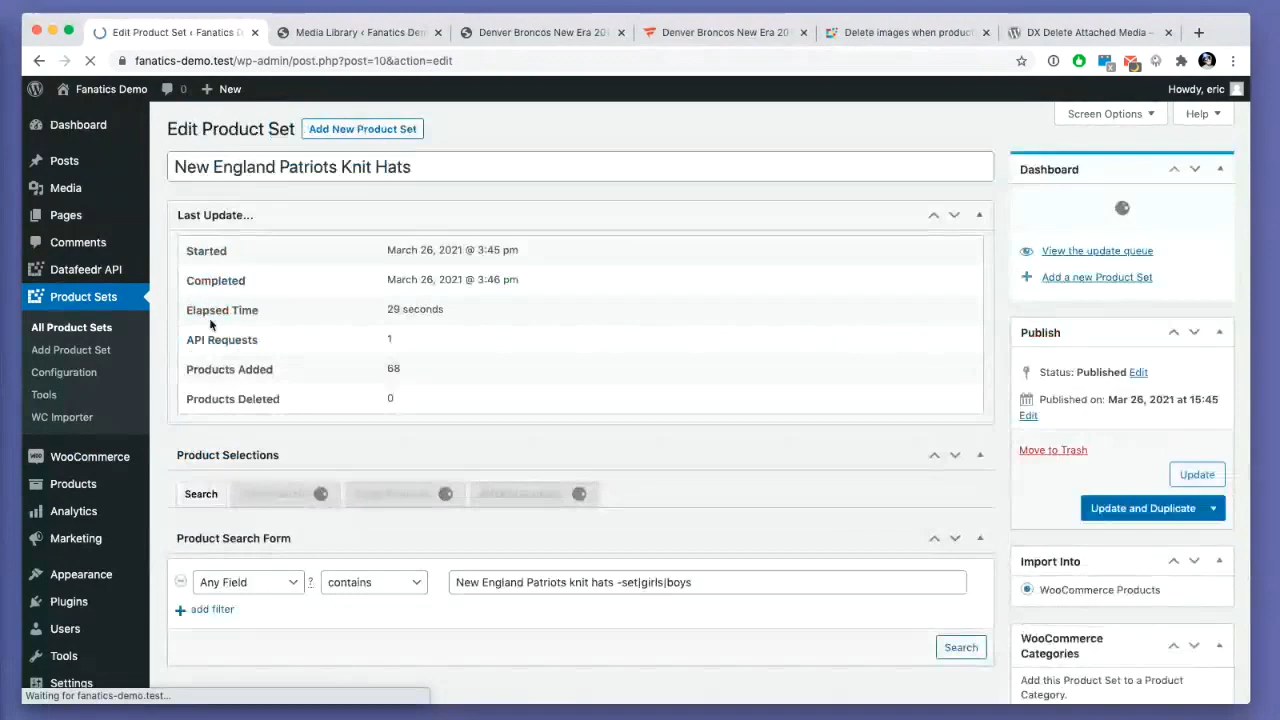 Edit Product Set ‹ Fanatics D
Media Library ‹ Fanatics Dem
Denver Broncos New Era 20
Denver Broncos New Era 20
Delete images when product
DX Delete Attached Media –
fanatics-demo.test/wp-admin/post.php?post=10&action=edit
Fanatics Demo
0
New
Howdy, eric
Dashboard
Posts
Media
Pages
Comments
Datafeedr API
Product Sets
All Product Sets
Add Product Set
Configuration
Tools
WC Importer
WooCommerce
Products
Analytics
Marketing
Appearance
Plugins
Users
Tools
Settings
Screen Options
Help
Edit Product Set
Add New Product Set
New England Patriots Knit Hats
Last Update...
Started
March 26, 2021 @ 3:45 pm
Completed
March 26, 2021 @ 3:46 pm
Elapsed Time
29 seconds
API Requests
1
Products Added
68
Products Deleted
0
Product Selections
Search
Product Search Form
Any Field
?
contains
New England Patriots knit hats -set|girls|boys
add filter
Search
Dashboard
View the update queue
Add a new Product Set
Publish
Status: Published Edit
Published on: Mar 26, 2021 at 15:45
Edit
Move to Trash
Update
Update and Duplicate
Import Into
WooCommerce Products
WooCommerce
Categories
Add this Product Set to a Product
Category.
Waiting for fanatics-demo.test...